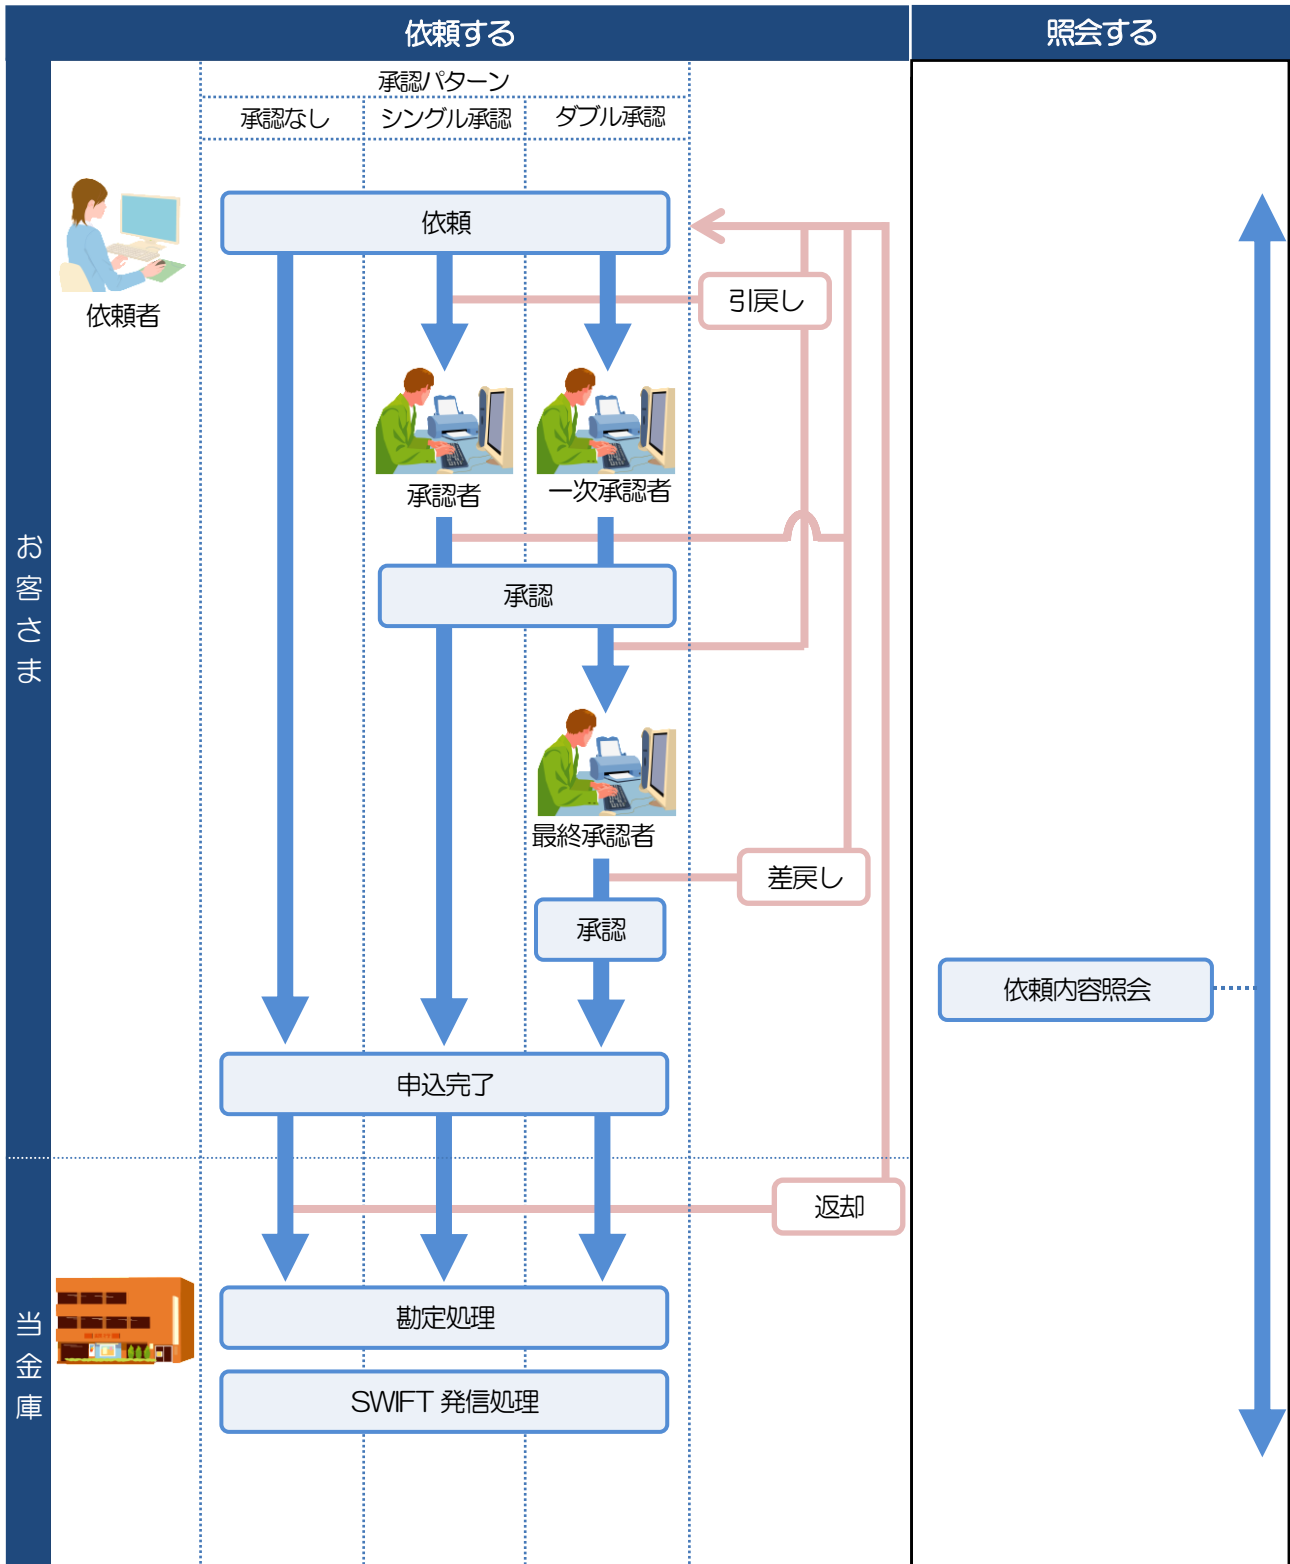 依頼する
照会する
承認パターン
承認なし
シングル承認
ダブル承認
依頼
依頼者
引戻し
承認者
一次承認者
お客さま
承認
最終承認者
差戻し
承認
依頼内容照会
申込完了
返却
当金庫
勘定処理
SWIFT 発信処理